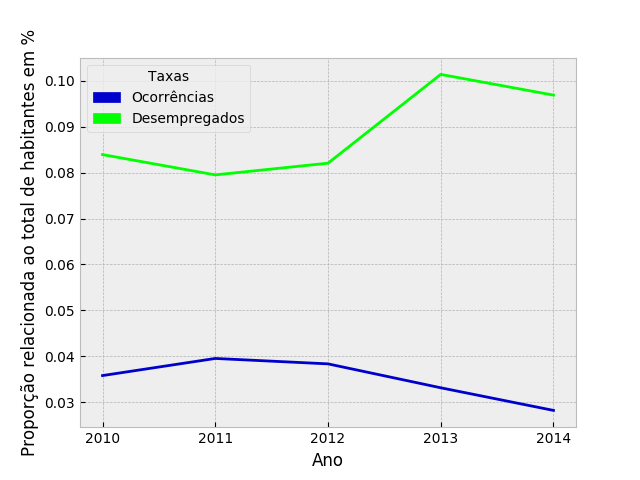 Proporção relacionada ao total de habitantes em %
0.10
0.09
0.08
0.07
0.06
0.05
0.04
0.03
Taxas
Ocorrências
Desempregados
2010 2011 2012 2013 2014
Ano